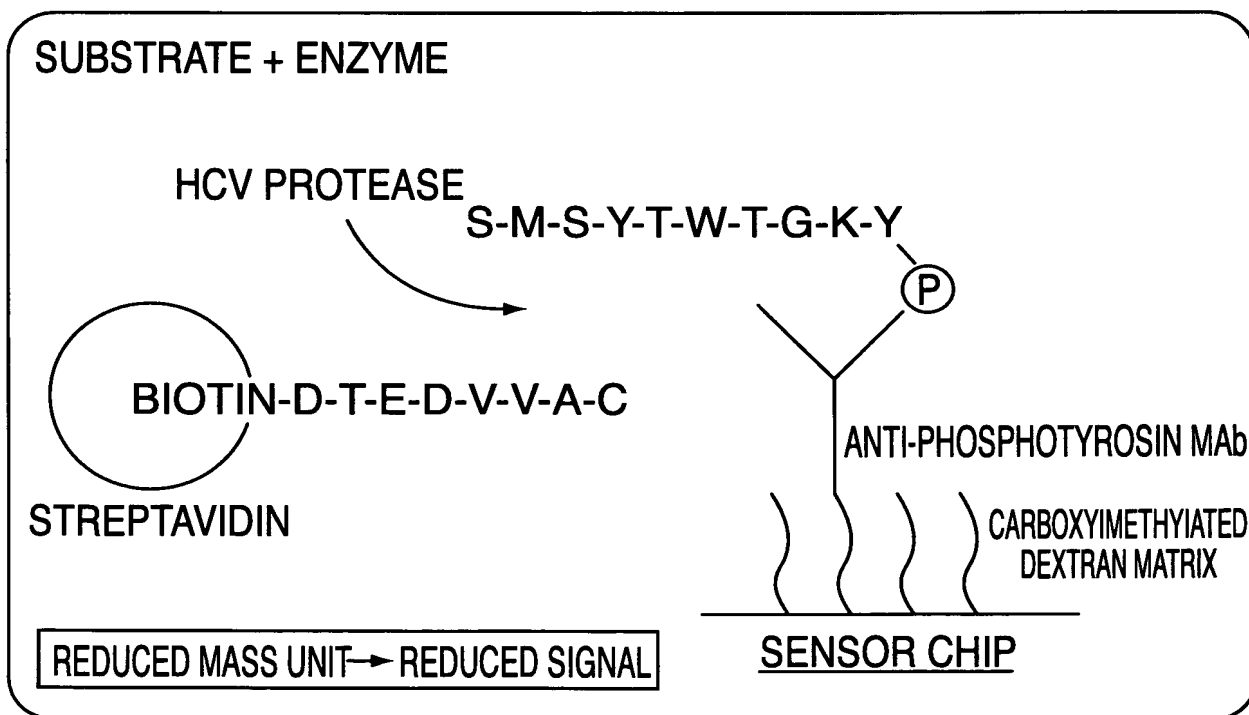 SUBSTRATE + ENZYME
HCV PROTEASE
S-M-S-Y-T-W-T-G-K-Y
P
BIOTIN-D-T-E-D-V-V-A-C
STREPTAVIDIN
ANTI-PHOSPHOTYROSIN MAb
CARBOXYIMETHYIATED
DEXTRAN MATRIX
SENSOR CHIP
REDUCED MASS UNIT→ REDUCED SIGNAL